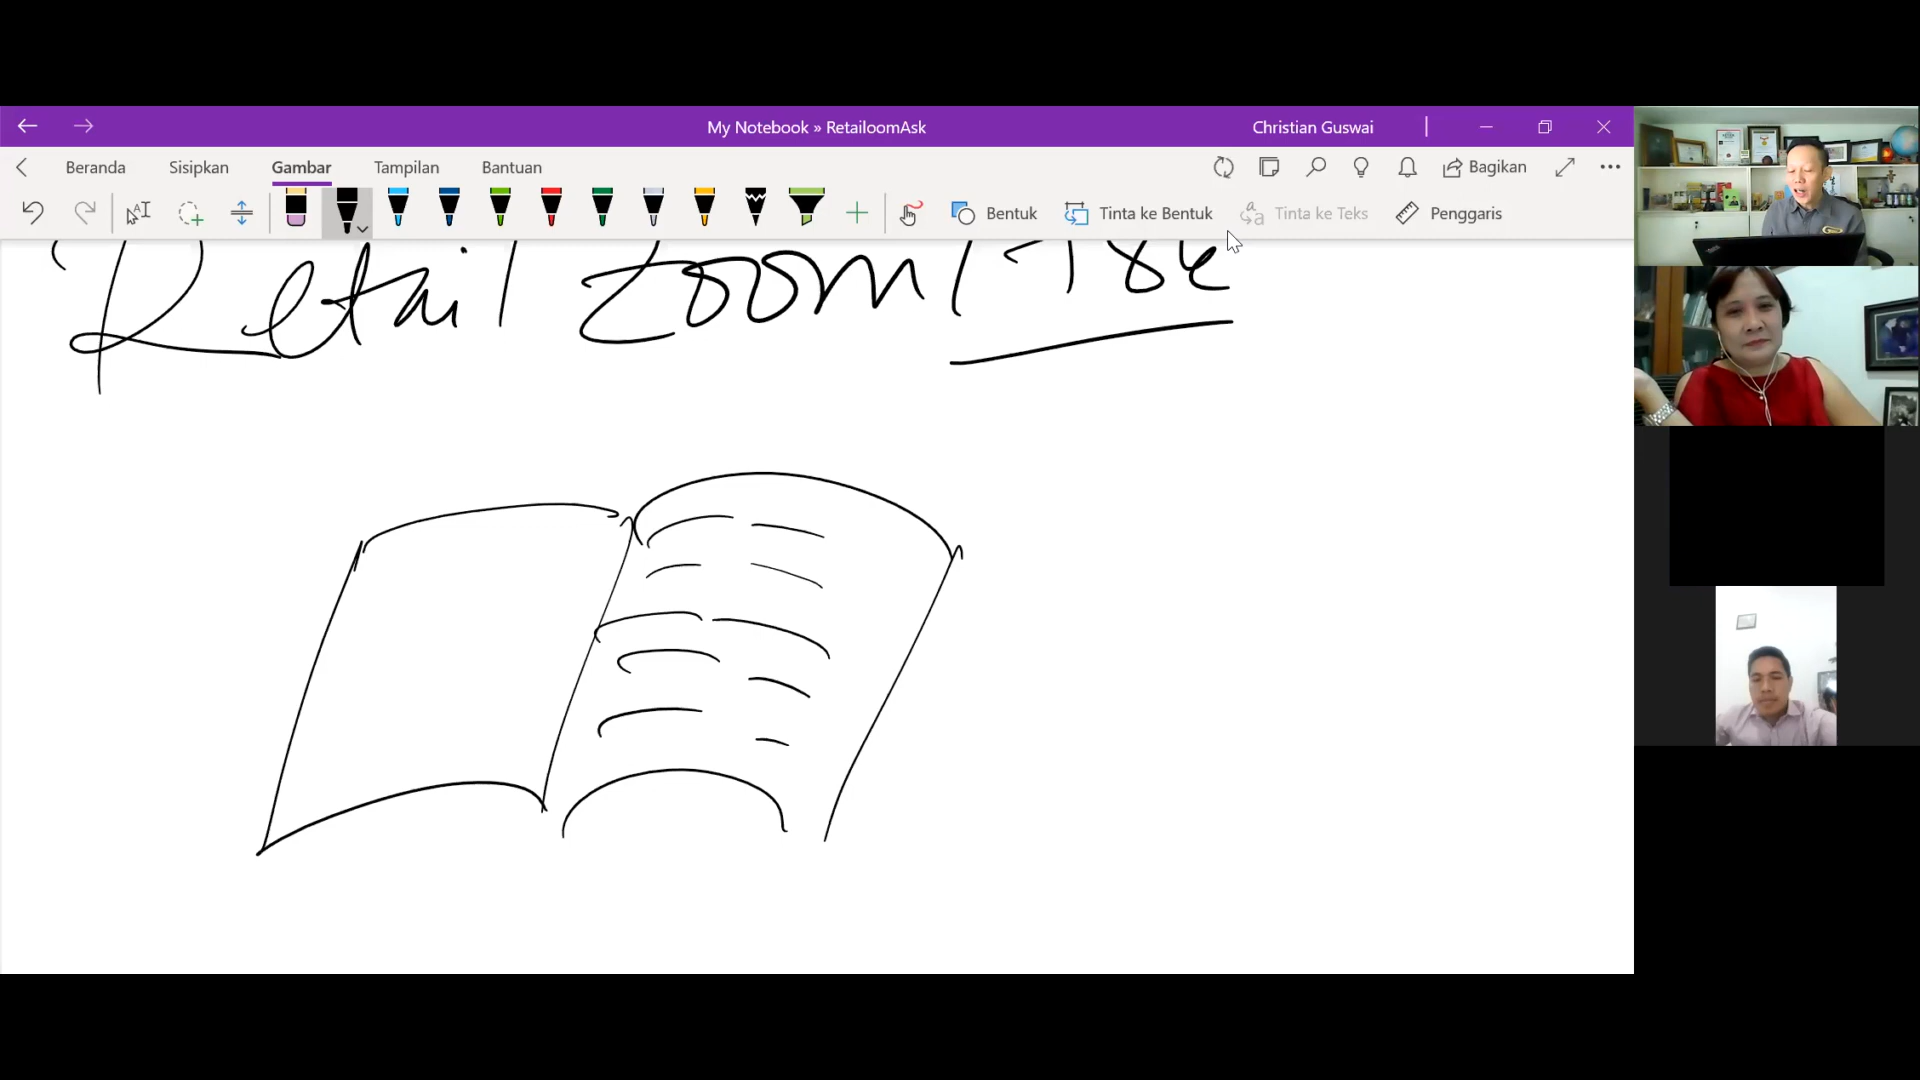 My Notebook » RetailoomAsk
Christian Guswai
Beranda Sisipkan Gambar Tampilan Bantuan
Bagikan
Bentuk Tinta ke Bentuk Tinta ke Teks Penggaris
Retail Zoom